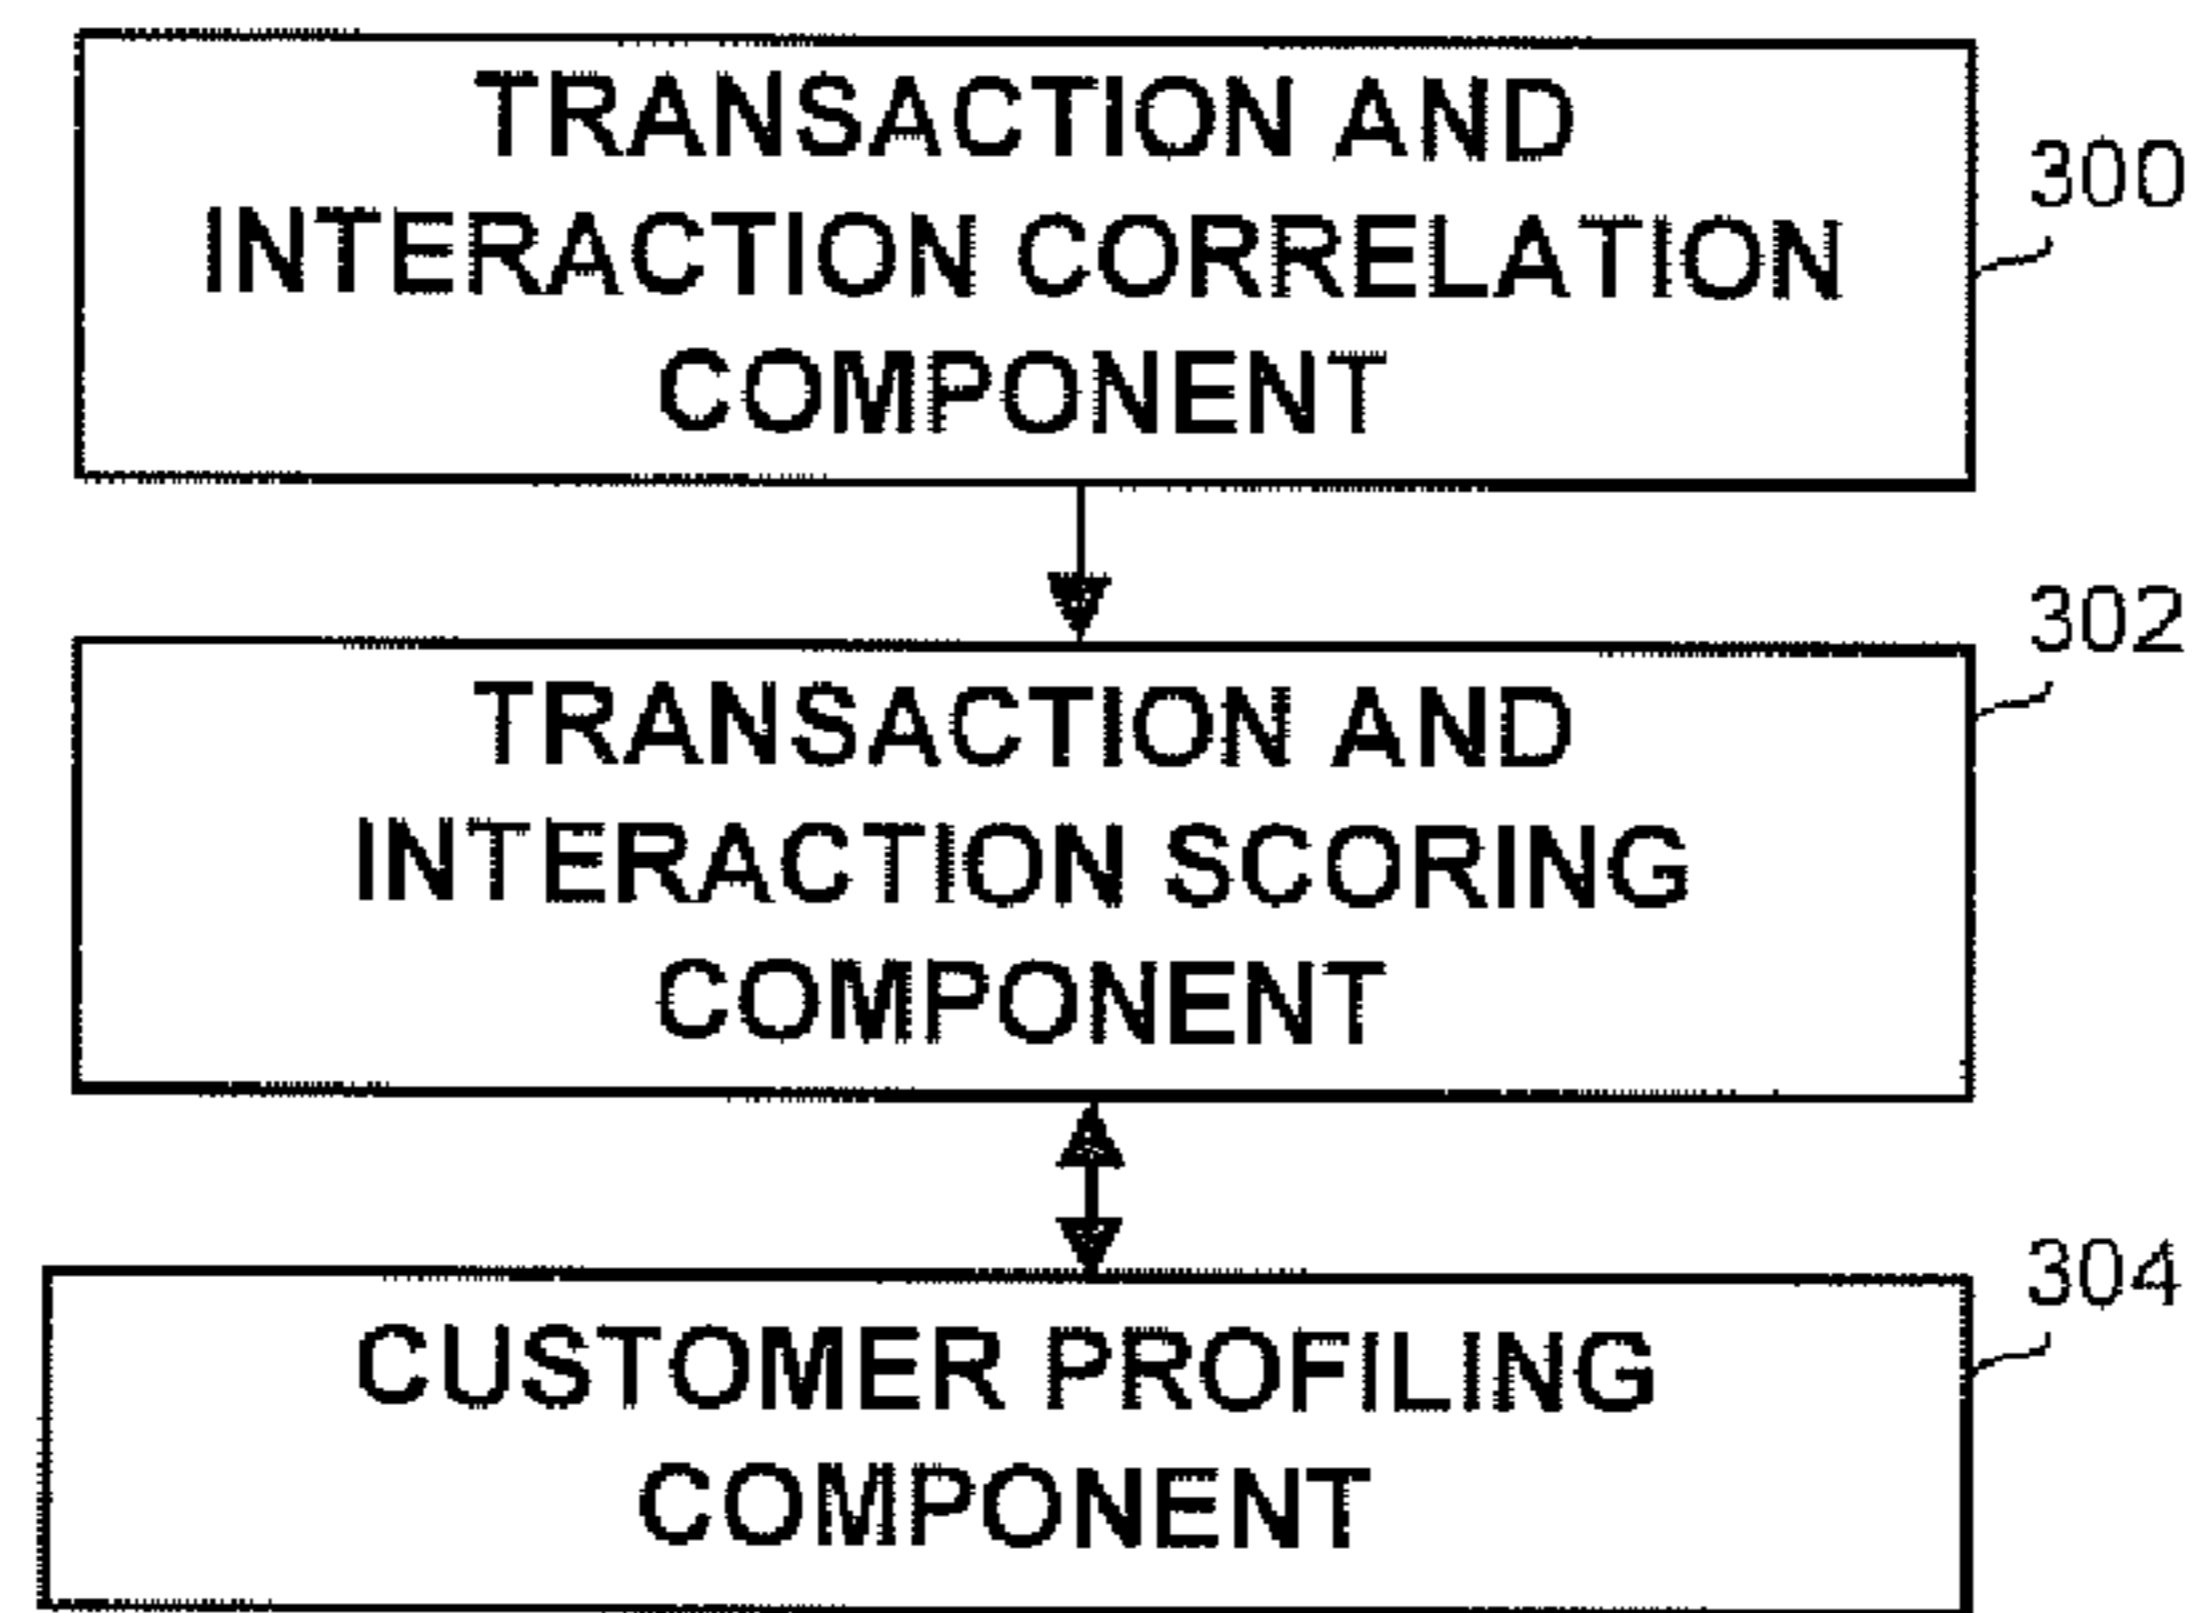 TRANSACTION AND
INTERACTION CORRELATION
COMPONENT
300
TRANSACTION AND
INTERACTION SCORING
COMPONENT
302
CUSTOMER PROFILING
COMPONENT
304